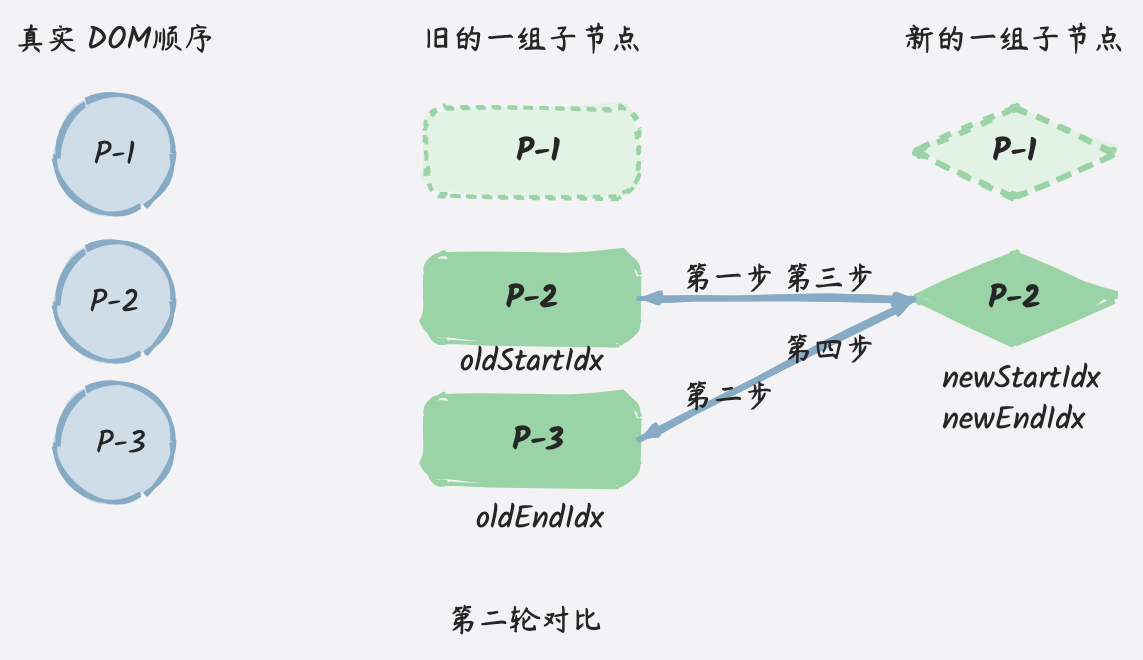 真实 DOM顺序
旧的一组子节点
新的一组子节点
P-1
P-1
P-1
第一步 第三步
P-2
P-2
P-2
oldStartIdx
第四步
newStartIdx
第二步
newEndIdx
P-3
P-3
oldEndIdx
第二轮对比